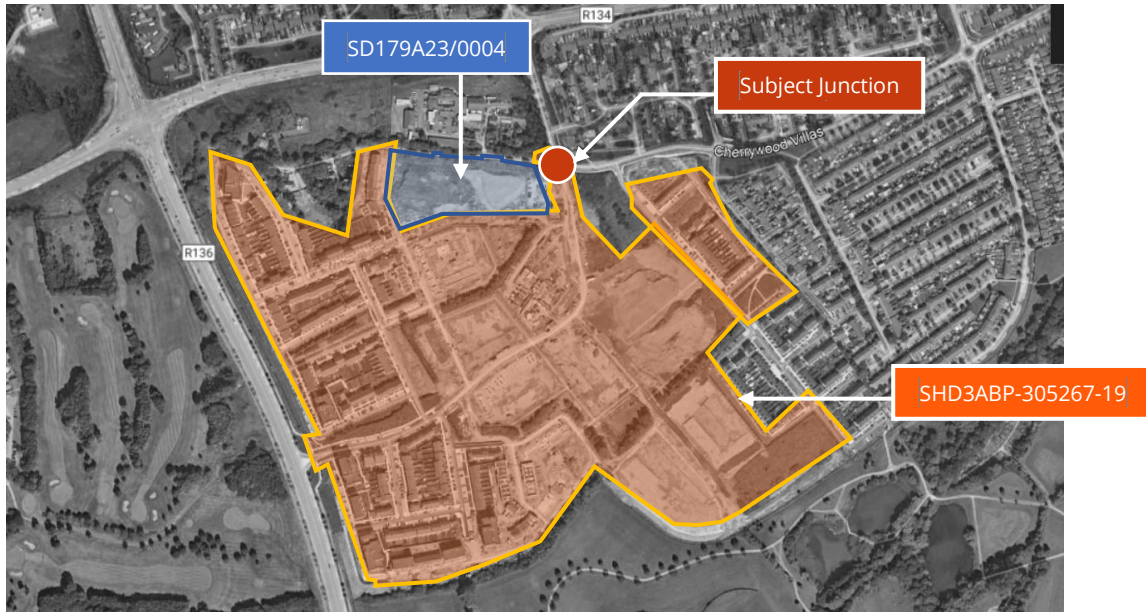 R134
SD179A23/0004
Subject Junction
Cherrywood Villas
R136
SHD3ABP-305267-19